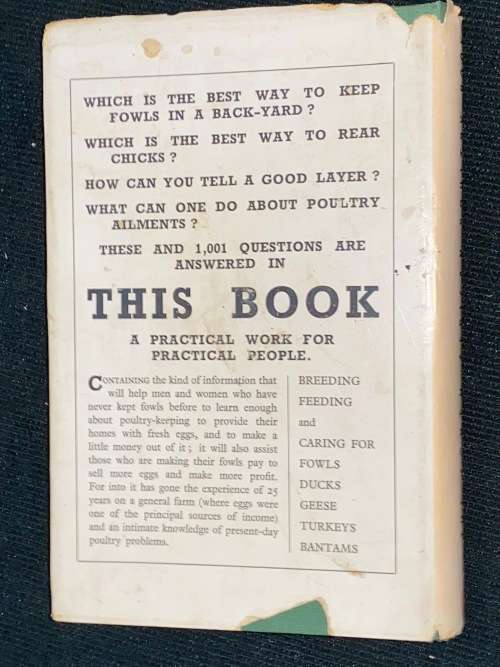 WHICH IS THE BEST WAY TO KEEP
FOWLS IN A BACK-YARD ?
WHICH IS THE BEST WAY TO REAR
CHICKS ?
HOW CAN YOU TELL A GOOD LAYER ?
WHAT CAN ONE DO ABOUT POULTRY
AILMENTS ?
THESE AND 1,001 QUESTIONS ARE
ANSWERED IN
THIS BOOK
A PRACTICAL WORK FOR
PRACTICAL PEOPLE.
CONTAINING the kind of information that
will help men and women who have
never kept fowls before to learn enough
about poultry-keeping to provide their
homes with fresh eggs, and to make a
little money out of it ; it will also assist
those who are making their fowls pay to
sell more eggs and make more profit.
For into it has gone the experience of 25
years on a general farm (where eggs were
one of the principal sources of income)
and an intimate knowledge of present-day
poultry problems.
BREEDING
FEEDING
and
CARING FOR
FOWLS
DUCKS
GEESE
TURKEYS
BANTAMS